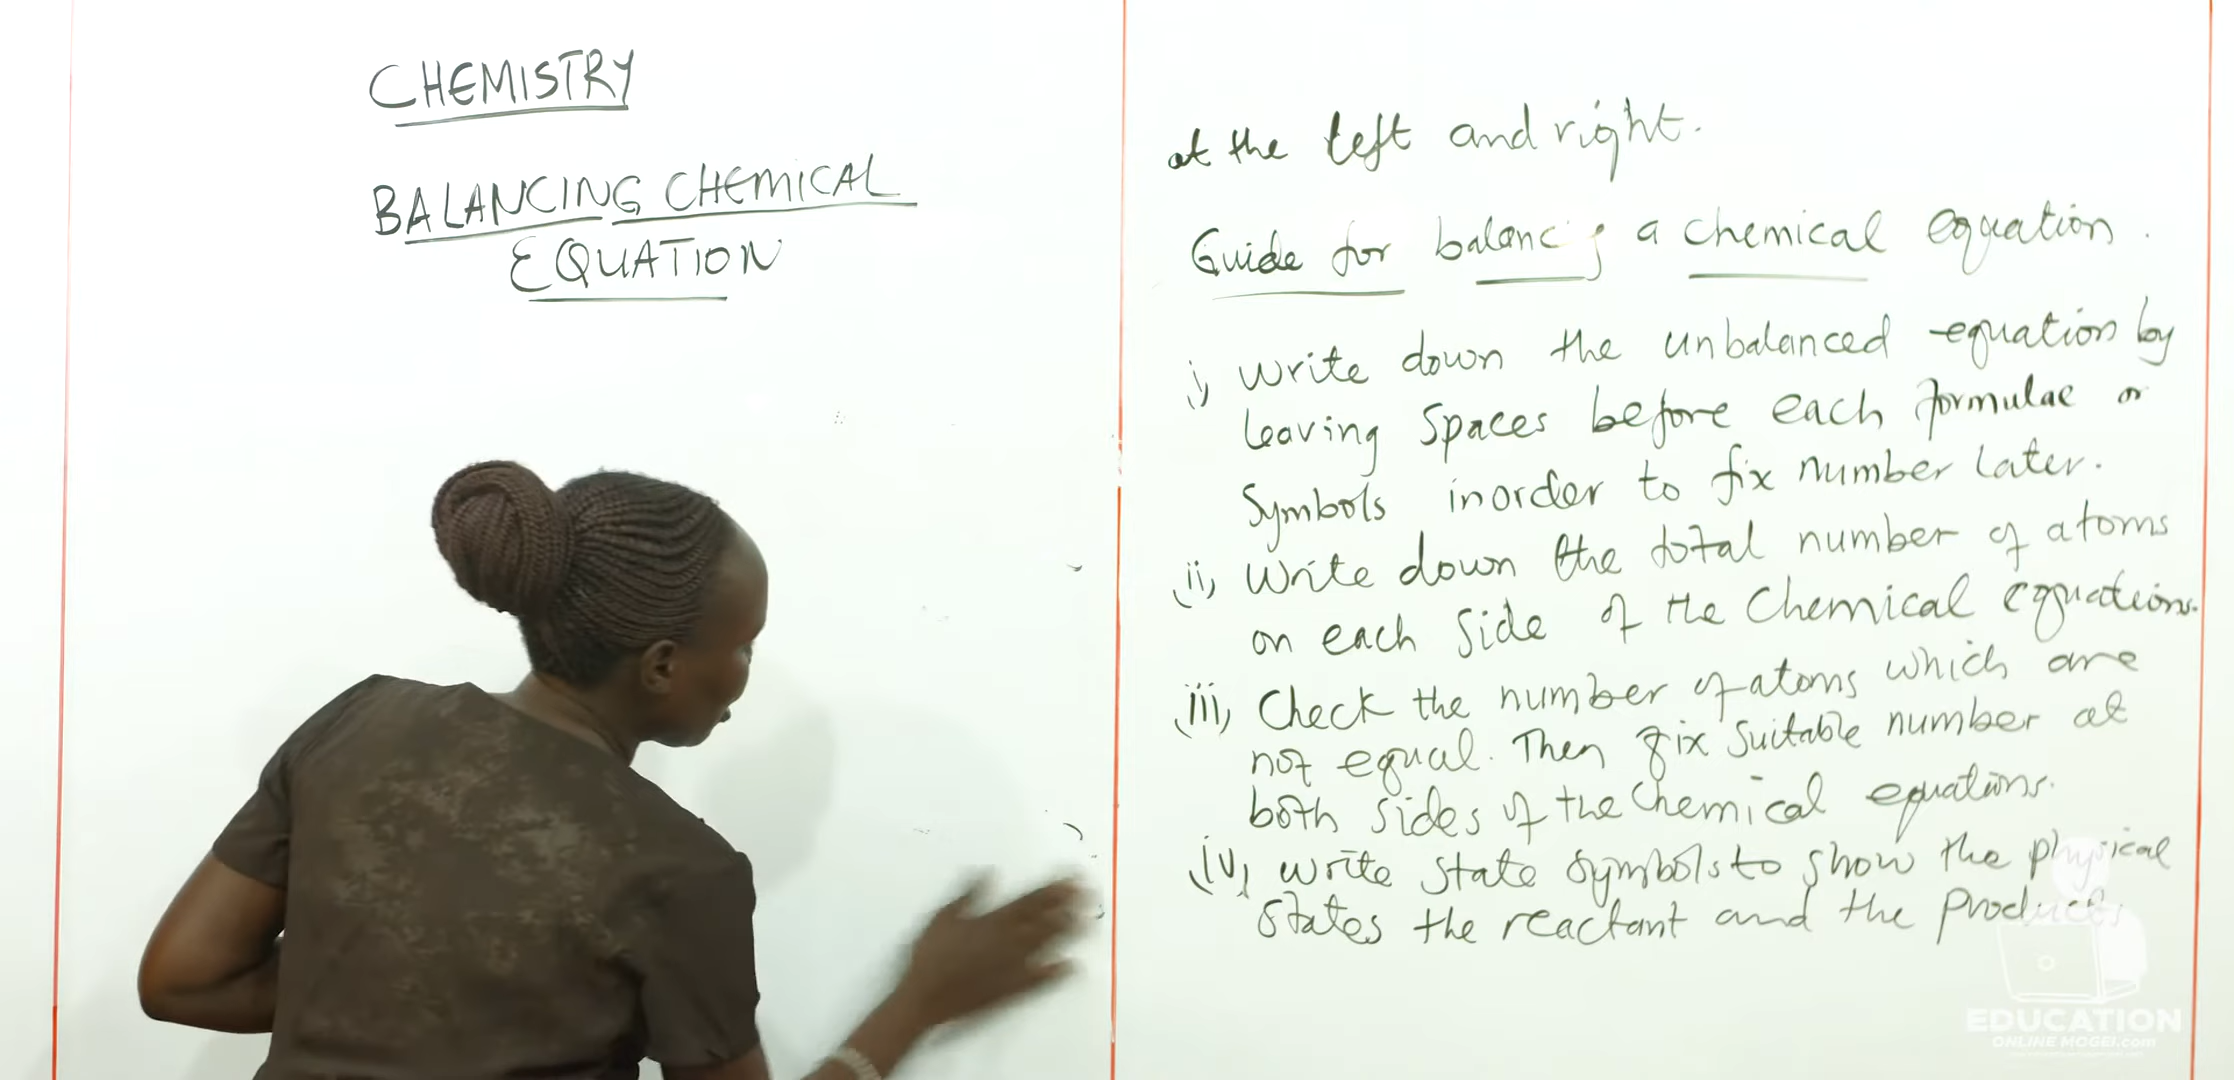 CHEMISTRY
BALANCING CHEMICAL
EQUATION
at the left and right.
Guide for balancing a chemical equation.
i, Write down the unbalanced equation by
leaving spaces before each formulae or
symbols inorder to fix number later.
ii, Write down the total number of atoms
on each side of the chemical equations.
iii, Check the number of atoms which are
not equal. Then fix suitable number at
both sides of the chemical equations.
iv, write state symbols to show the physical
states the reactant and the products
EDUCATION
ONLINE MOGEI.com